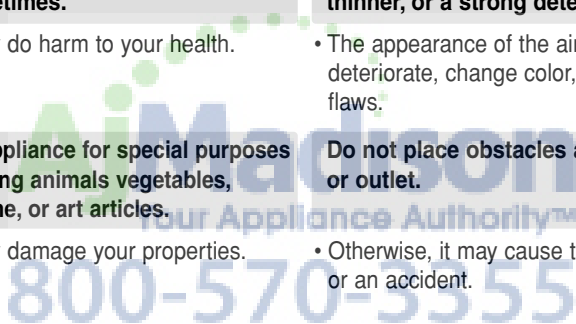 etimes.
do harm to your health.
ppliance for special purposes
ng animals vegetables,
ne, or art articles.
damage your properties.
thinner, or a strong dete
• The appearance of the air
deteriorate, change color,
flaws.
Do not place obstacles a
or outlet.
• Otherwise, it may cause t
or an accident.
AjMadison
Your Appliance Authority™
800-570-3355